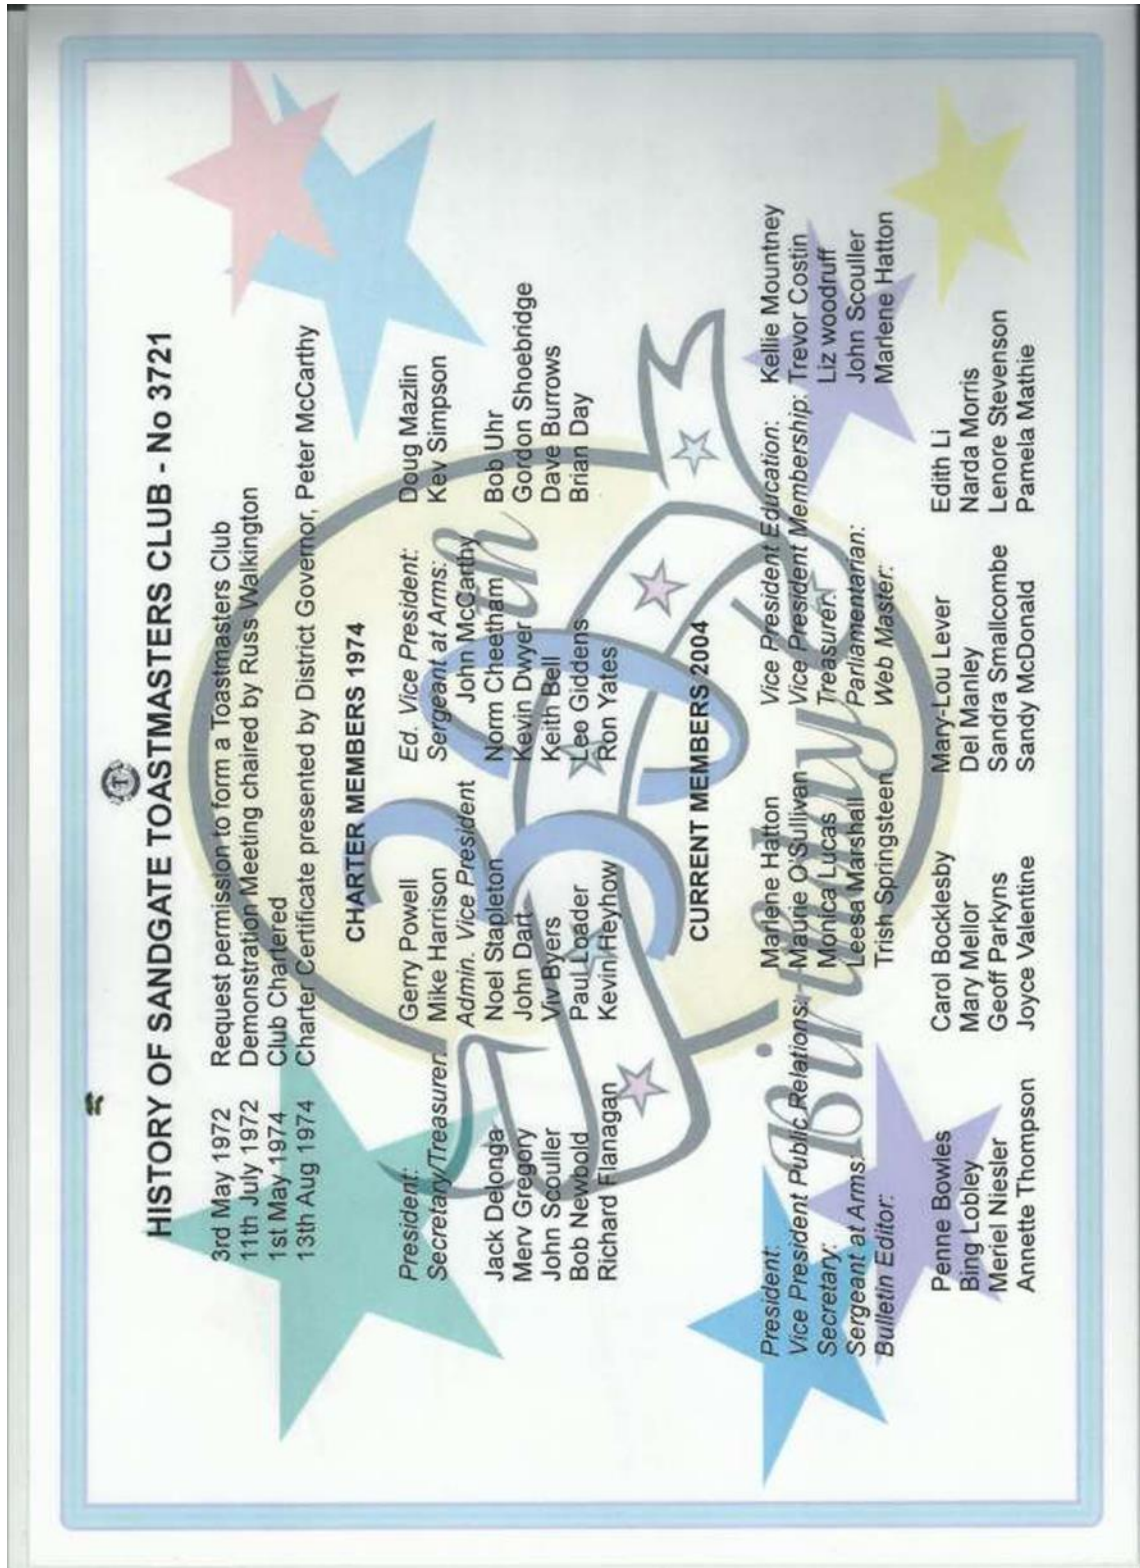 HISTORY OF SANDGATE TOASTMASTERS CLUB - No 3721
3rd May 1972 Request permission to form a Toastmasters Club
11th July 1972 Demonstration Meeting chaired by Russ Walkington
1st May 1974 Club Chartered
13th Aug 1974 Charter Certificate presented by District Governor, Peter McCarthy
CHARTER MEMBERS 1974
President: Gerry Powell Ed. Vice President: Doug Mazlin
Secretary/Treasurer: Mike Harrison Sergeant at Arms: Kev Simpson
Admin. Vice President John McCarthy
Jack Delonga Noel Stapleton Norm Cheetham Bob Uhr
Merv Gregory John Dart Kevin Dwyer Gordon Shoebridge
John Scouller Viv Byers Keith Bell Dave Burrows
Bob Newbold Paul Loader Lee Giddens Brian Day
Richard Flanagan Kevin Heyhow Ron Yates
30th
CURRENT MEMBERS 2004
President: Marlene Hatton Vice President Education: Kellie Mountney
Vice President Public Relations: Maurie O'Sullivan Vice President Membership: Trevor Costin
Secretary: Monica Lucas Treasurer: Liz woodruff
Sergeant at Arms: Leesa Marshall Parliamentarian: John Scouller
Bulletin Editor: Trish Springsteen Web Master: Marlene Hatton
Birthday
Penne Bowles Carol Bocklesby Mary-Lou Lever Edith Li
Bing Lobley Mary Mellor Del Manley Narda Morris
Meriel Niesler Geoff Parkyns Sandra Smallcombe Lenore Stevenson
Annette Thompson Joyce Valentine Sandy McDonald Pamela Mathie